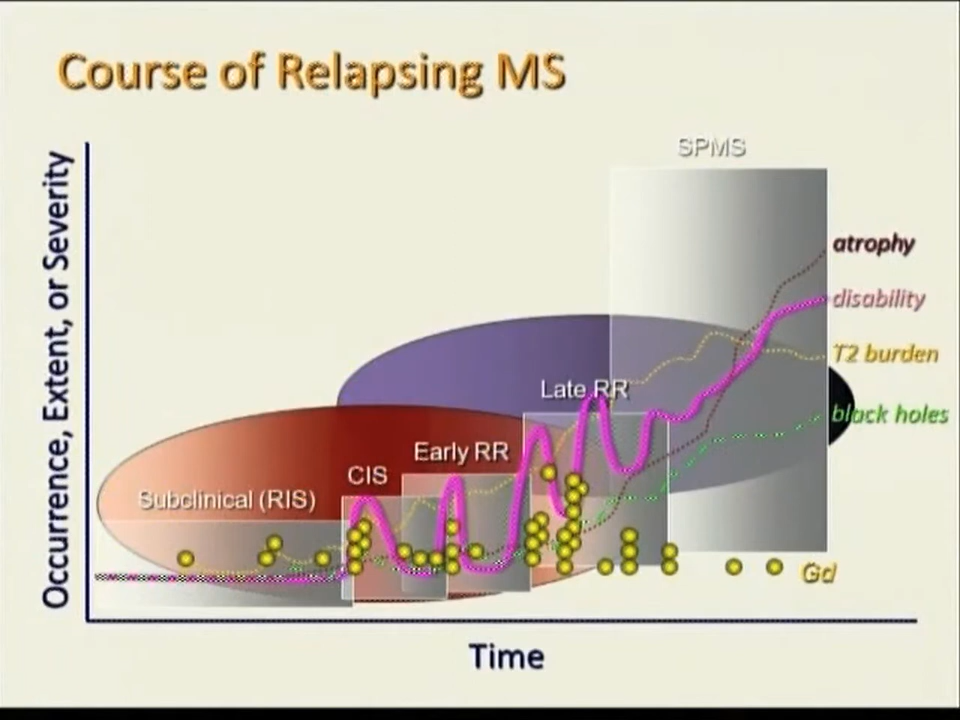 Course of Relapsing MS
SPMS
Occurrence, Extent, or Severity
atrophy
disability
T2 burden
Late RR
black holes
Early RR
CIS
Subclinical (RIS)
Gd
Time